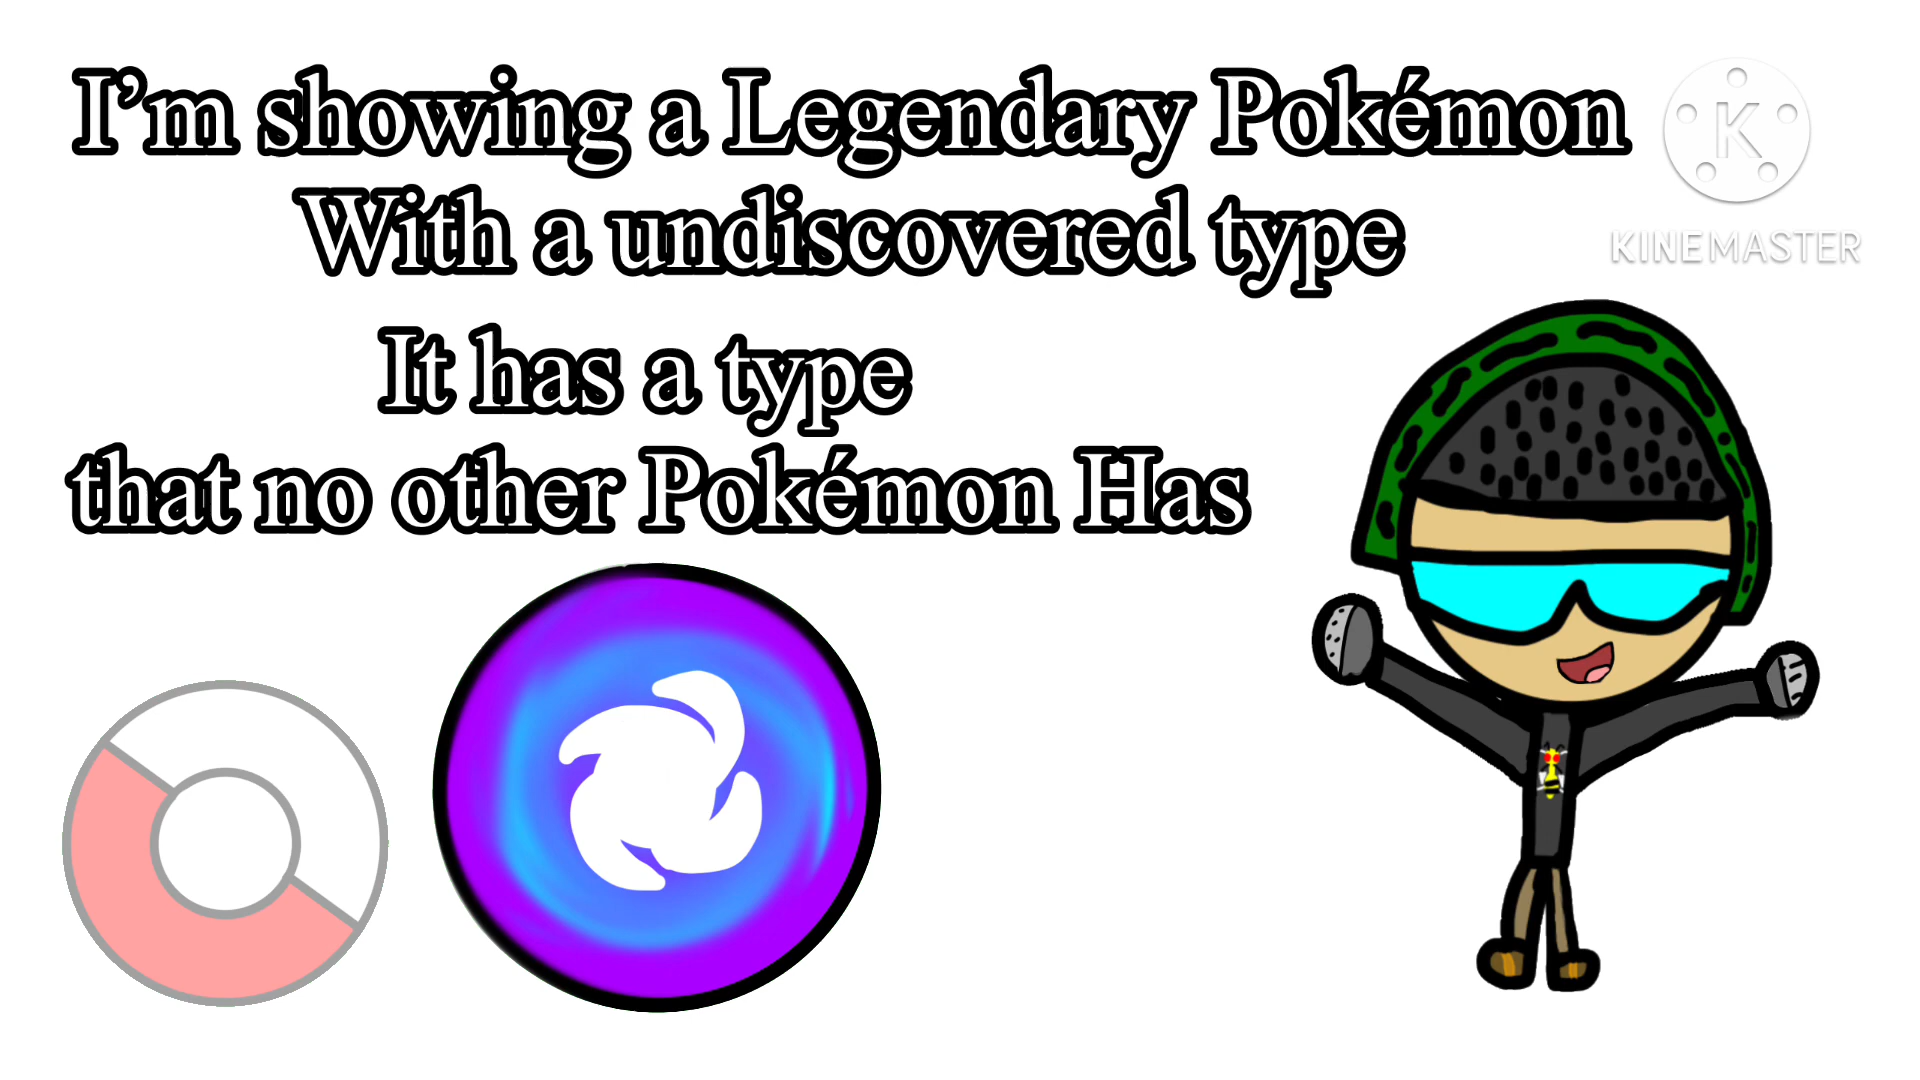 I’m showing a Legendary Pokémon
With a undiscovered type
It has a type
that no other Pokémon Has
K
KINEMASTER